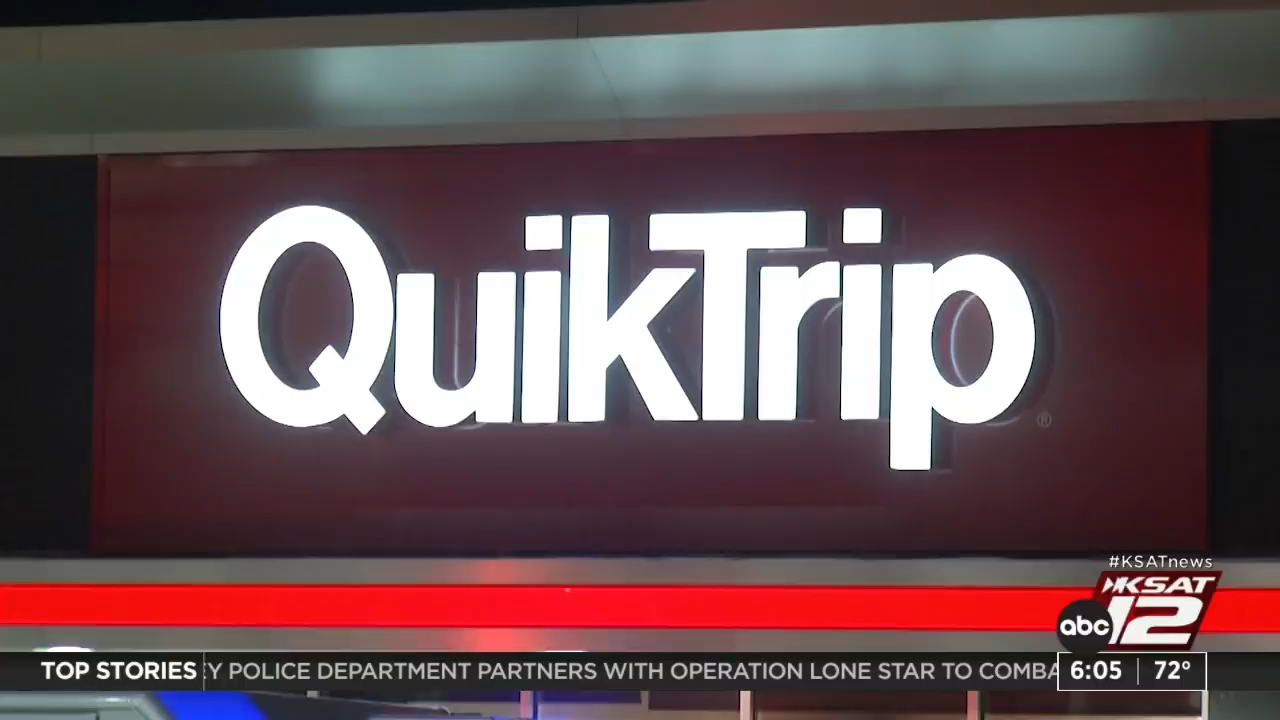 QuikTrip
®
#KSATnews
KSAT
abc 12
TOP STORIES
Y POLICE DEPARTMENT PARTNERS WITH OPERATION LONE STAR TO COMBA
6:05 72°